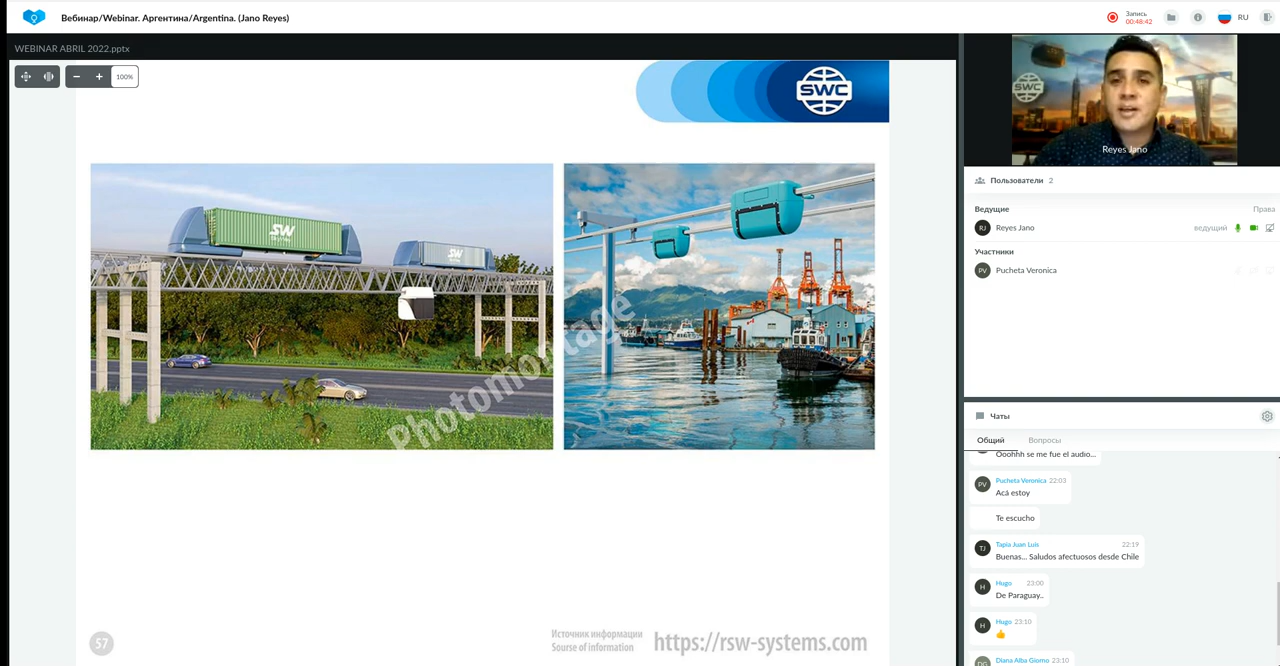 Вебинар/Webinar. Аргентина/Argentina. (Jano Reyes)
Запись
00:48:42
RU
WEBINAR ABRIL 2022.pptx
100%
SWC
SW
SW
Photomontage
57
Источник информации
Sourse of information
https://rsw-systems.com
SWC
Reyes Jano
Пользователи 2
Ведущие
Права
RJ
Reyes Jano
ведущий
Участники
PV
Pucheta Veronica
Чаты
Общий
Вопросы
Ooohhh se me fue el audio...
PV
Pucheta Veronica 22:03
Acá estoy
Te escucho
TJ
Tapia Juan Luis 22:19
Buenas... Saludos afectuosos desde Chile
H
Hugo 23:00
De Paraguay..
H
Hugo 23:10
👍
DG
Diana Alba Giorno 23:10